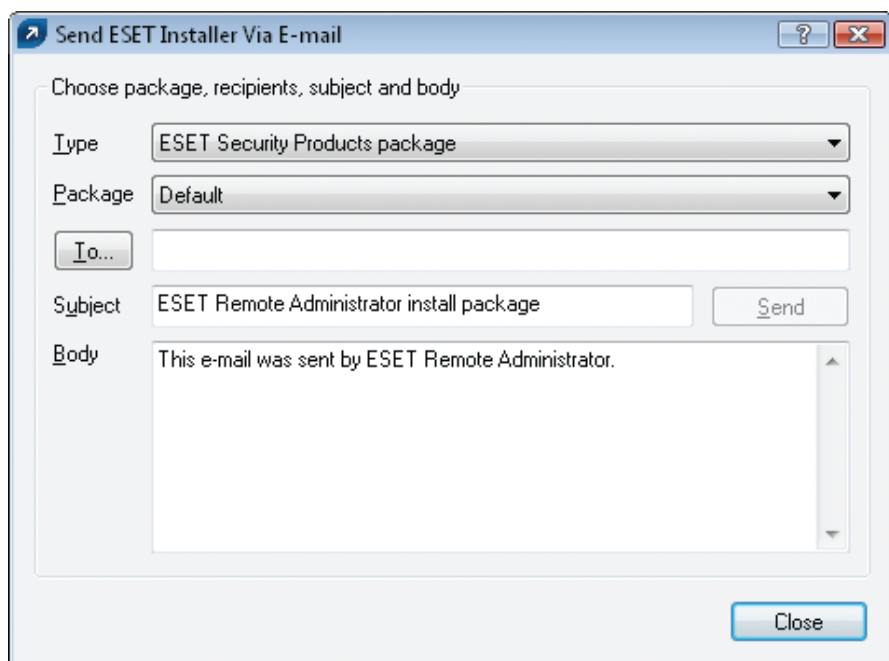 Send ESET Installer Via E-mail
Choose package, recipients, subject and body
Type ESET Security Products package
Package Default
To...
Subject ESET Remote Administrator install package Send
Body This e-mail was sent by ESET Remote Administrator.
Close